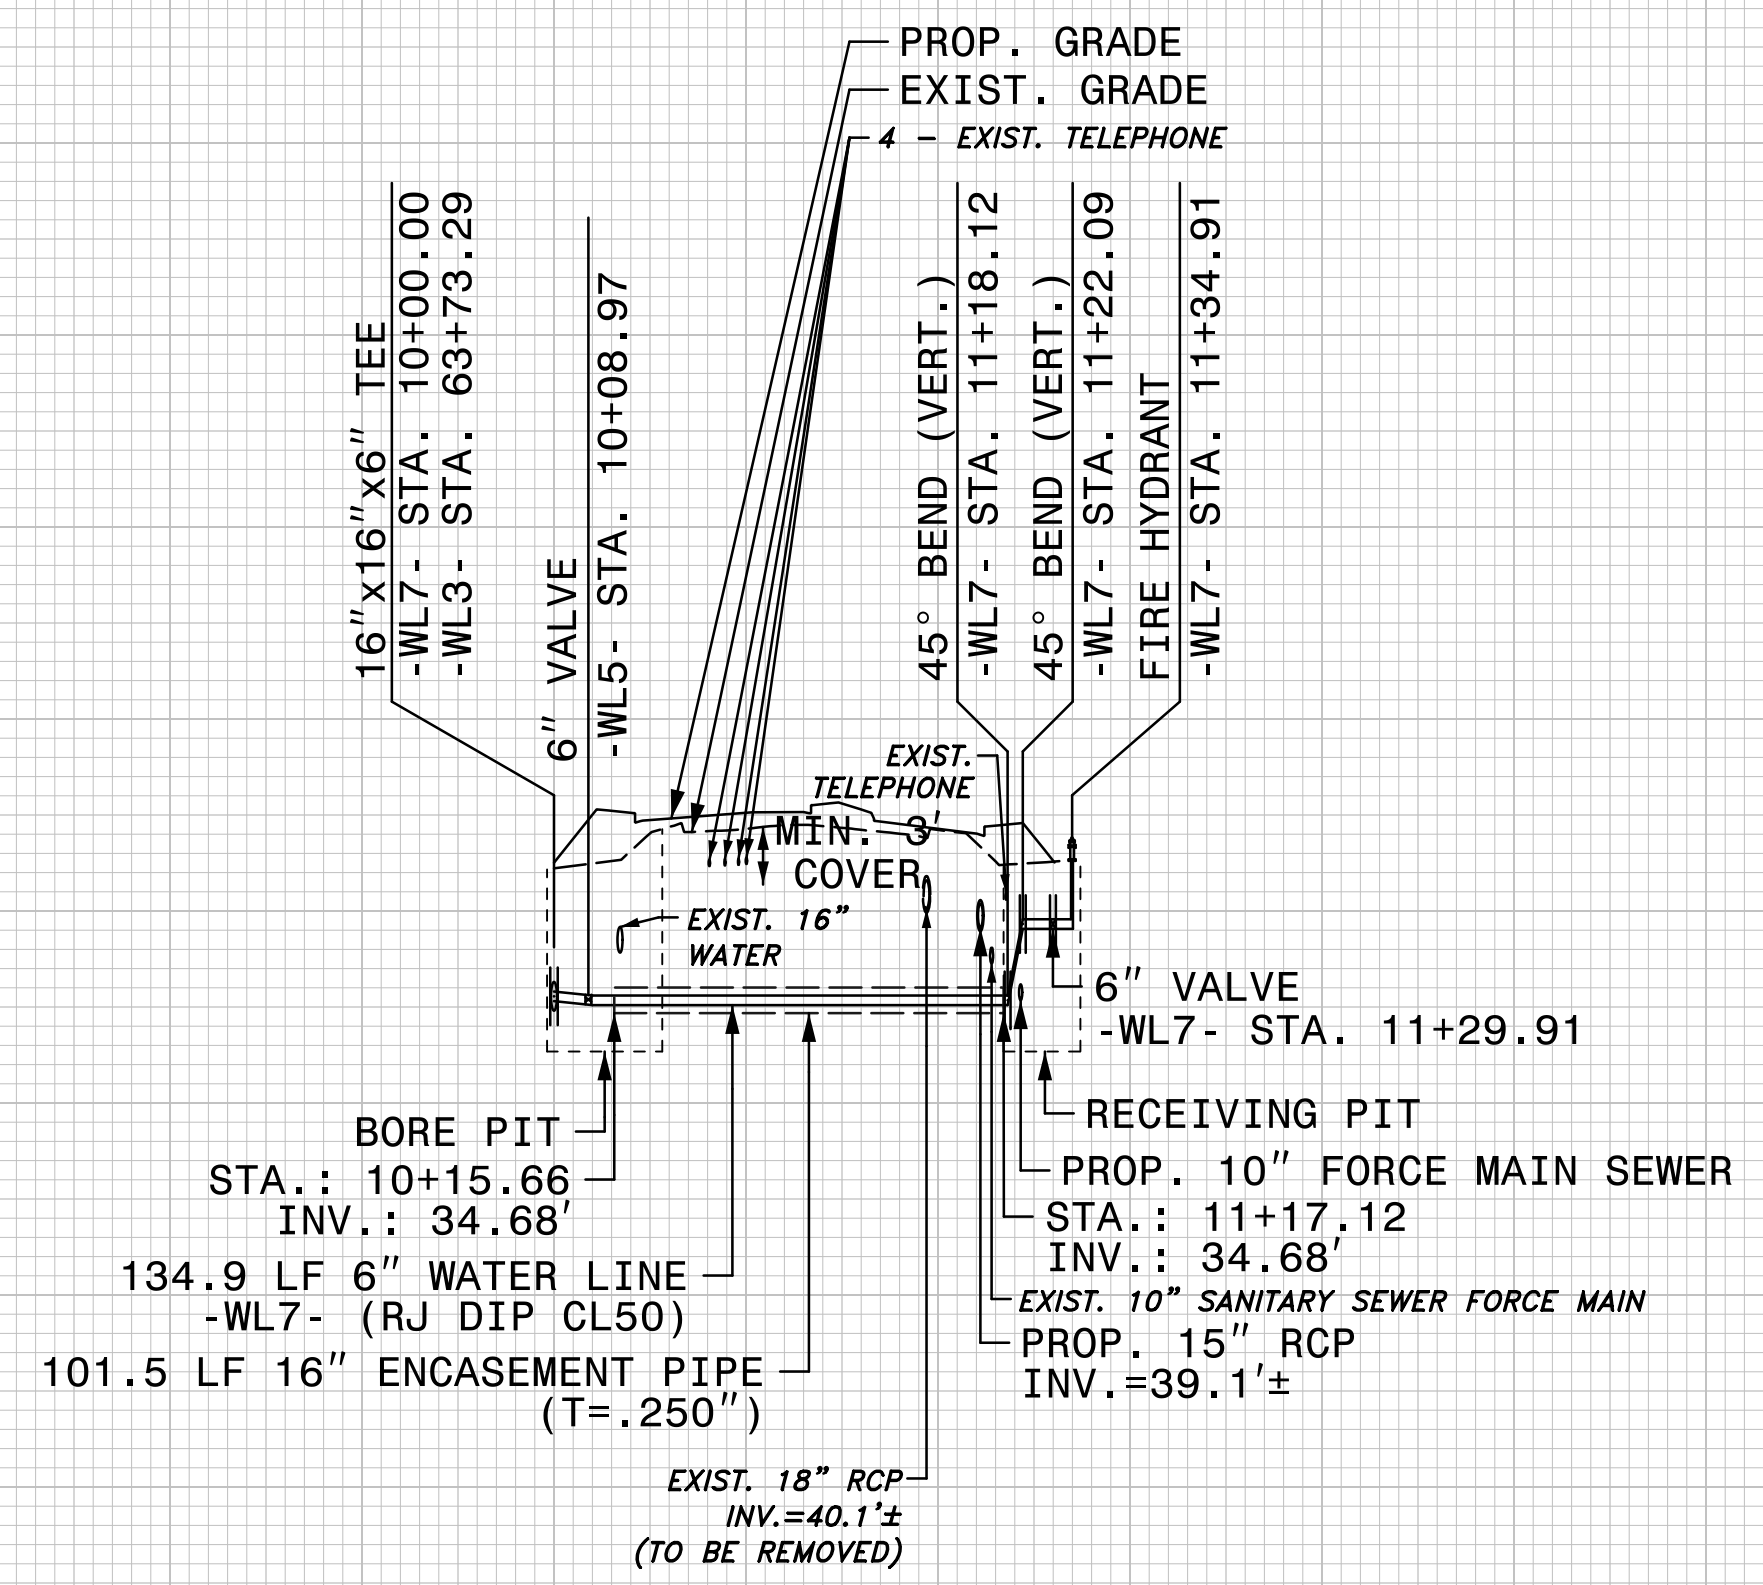 PROP. GRADE
EXIST. GRADE
4 - EXIST. TELEPHONE
16"x16"x6" TEE
-WL7- STA. 10+00.00
-WL3- STA. 63+73.29
6" VALVE
-WL5- STA. 10+08.97
45° BEND (VERT.)
-WL7- STA. 11+18.12
45° BEND (VERT.)
-WL7- STA. 11+22.09
FIRE HYDRANT
-WL7- STA. 11+34.91
EXIST.
TELEPHONE
MIN. 3'
COVER
EXIST. 16"
WATER
6" VALVE
-WL7- STA. 11+29.91
BORE PIT
STA.: 10+15.66
INV.: 34.68'
134.9 LF 6" WATER LINE
-WL7- (RJ DIP CL50)
101.5 LF 16" ENCASEMENT PIPE
(T=.250")
EXIST. 18" RCP
INV.=40.1'±
(TO BE REMOVED)
RECEIVING PIT
PROP. 10" FORCE MAIN SEWER
STA.: 11+17.12
INV.: 34.68'
EXIST. 10" SANITARY SEWER FORCE MAIN
PROP. 15" RCP
INV.=39.1'±